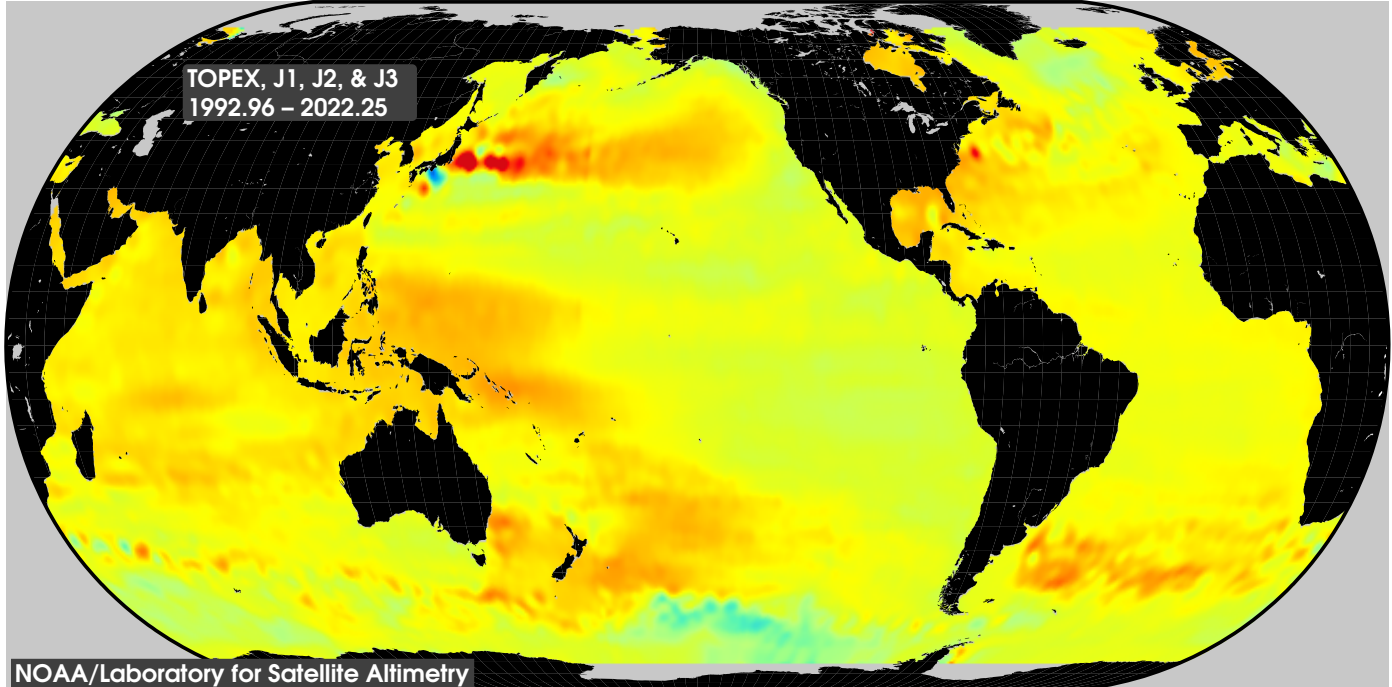 TOPEX, J1, J2, & J3
1992.96 – 2022.25
NOAA/Laboratory for Satellite Altimetry